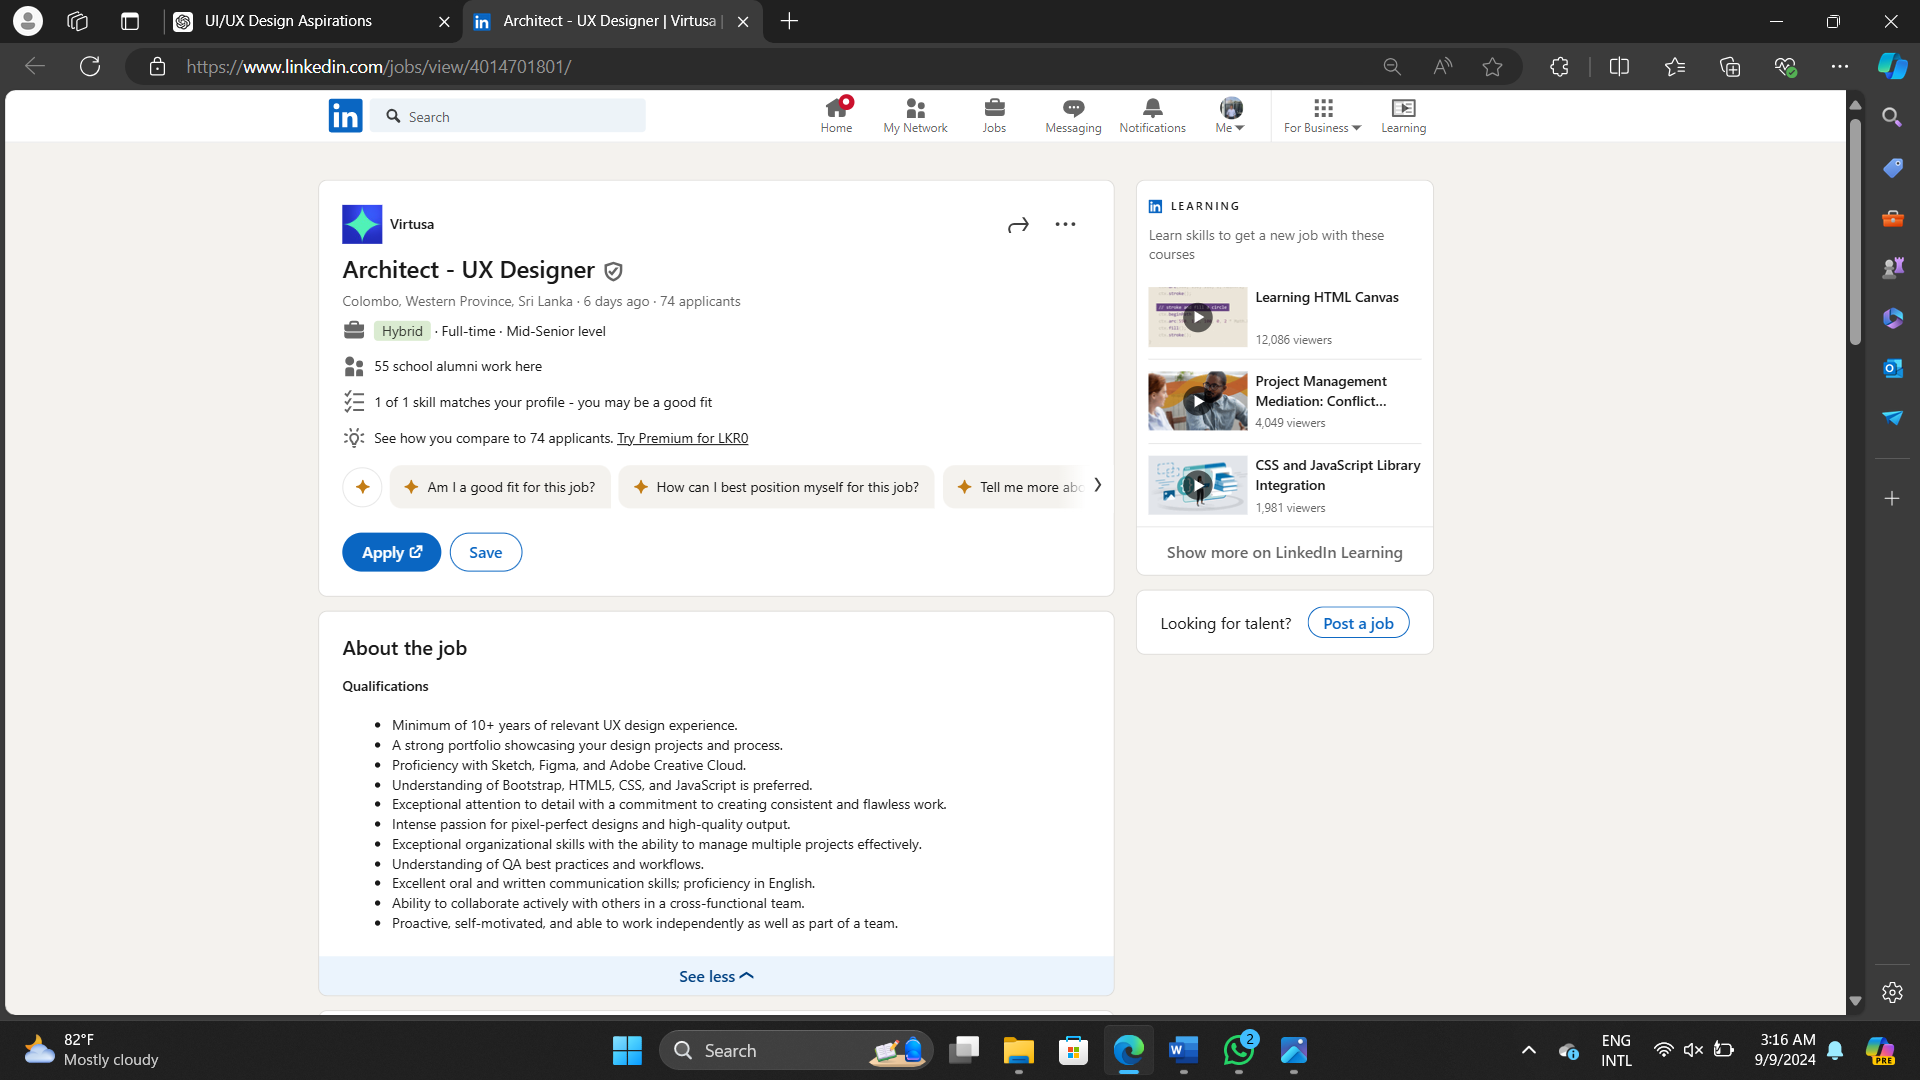 UI/UX Design Aspirations
Architect - UX Designer | Virtusa |
https://www.linkedin.com/jobs/view/4014701801/
Search
Home
My Network
Jobs
Messaging
Notifications
Me
For Business
Learning
Virtusa
Architect - UX Designer
Colombo, Western Province, Sri Lanka · 6 days ago · 74 applicants
Hybrid · Full-time · Mid-Senior level
55 school alumni work here
1 of 1 skill matches your profile - you may be a good fit
See how you compare to 74 applicants. Try Premium for LKR0
Am I a good fit for this job?
How can I best position myself for this job?
Tell me more abo
Apply
Save
About the job
Qualifications
• Minimum of 10+ years of relevant UX design experience.
• A strong portfolio showcasing your design projects and process.
• Proficiency with Sketch, Figma, and Adobe Creative Cloud.
• Understanding of Bootstrap, HTML5, CSS, and JavaScript is preferred.
• Exceptional attention to detail with a commitment to creating consistent and flawless work.
• Intense passion for pixel-perfect designs and high-quality output.
• Exceptional organizational skills with the ability to manage multiple projects effectively.
• Understanding of QA best practices and workflows.
• Excellent oral and written communication skills; proficiency in English.
• Ability to collaborate actively with others in a cross-functional team.
• Proactive, self-motivated, and able to work independently as well as part of a team.
See less
in LEARNING
Learn skills to get a new job with these
courses
Learning HTML Canvas
12,086 viewers
Project Management
Mediation: Conflict...
4,049 viewers
CSS and JavaScript Library
Integration
1,981 viewers
Show more on LinkedIn Learning
Looking for talent?
Post a job
82°F
Mostly cloudy
Search
2
ENG
INTL
3:16 AM
9/9/2024
PRE